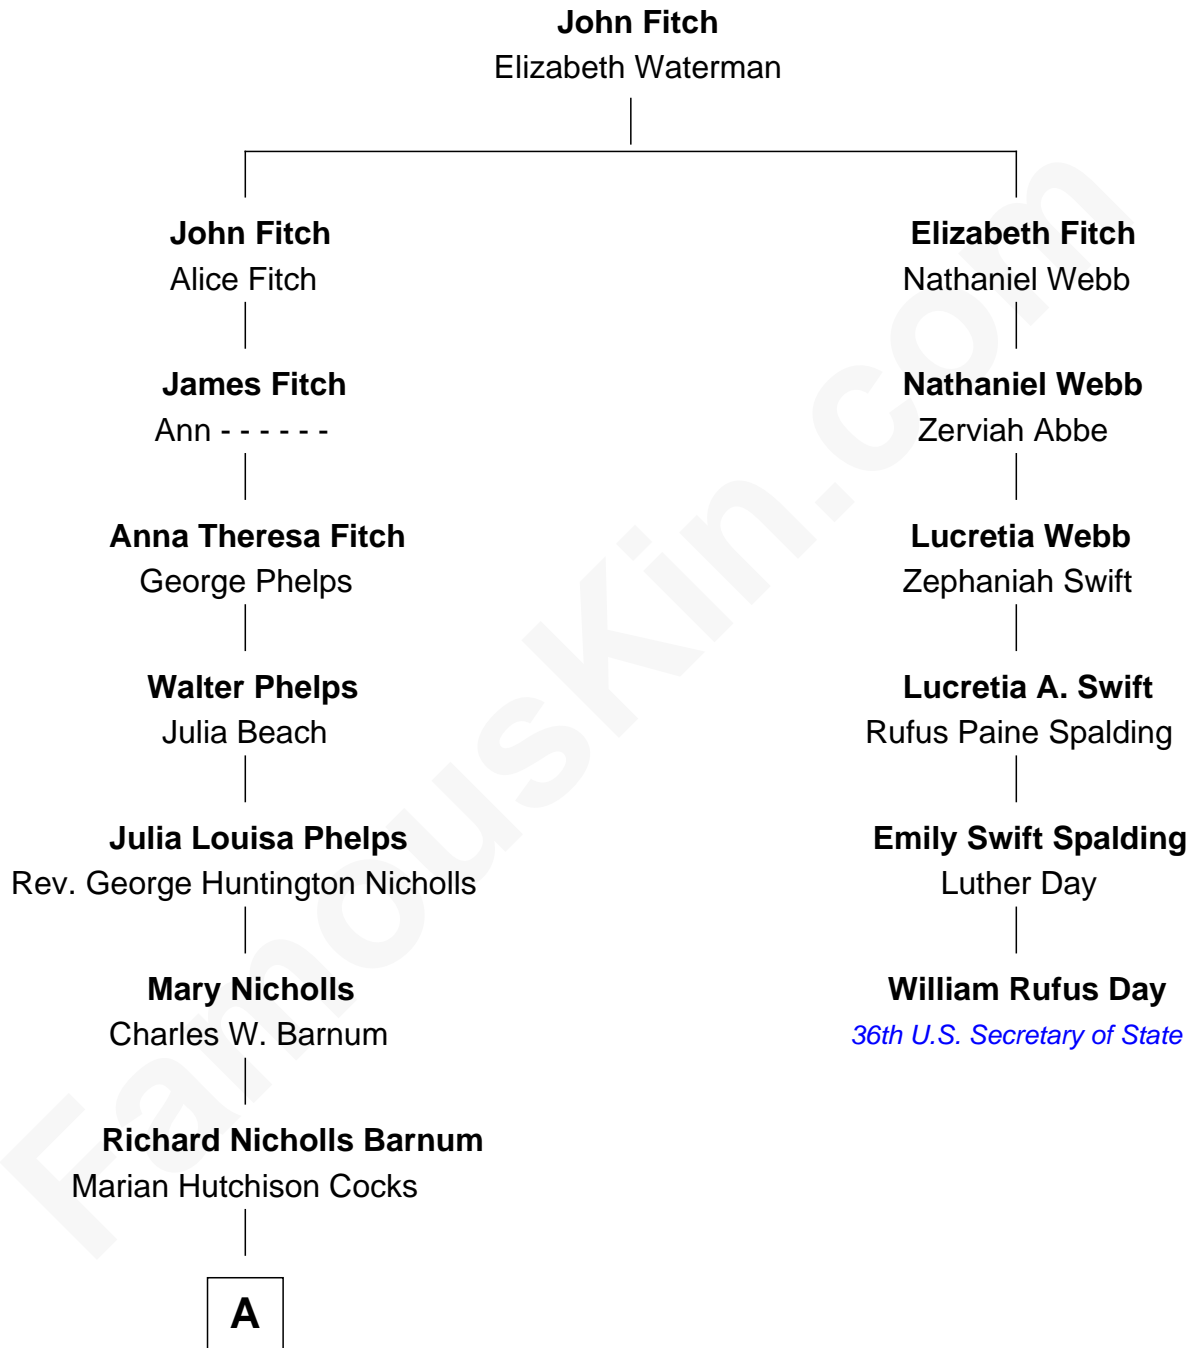 John Fitch
Elizabeth Waterman
John Fitch
Alice Fitch
James Fitch
Ann - - - - - -
Anna Theresa Fitch
George Phelps
Walter Phelps
Julia Beach
Julia Louisa Phelps
Rev. George Huntington Nicholls
Mary Nicholls
Charles W. Barnum
Richard Nicholls Barnum
Marian Hutchison Cocks
A
Elizabeth Fitch
Nathaniel Webb
Nathaniel Webb
Zerviah Abbe
Lucretia Webb
Zephaniah Swift
Lucretia A. Swift
Rufus Paine Spalding
Emily Swift Spalding
Luther Day
William Rufus Day
36th U.S. Secretary of State
FamousKin.com